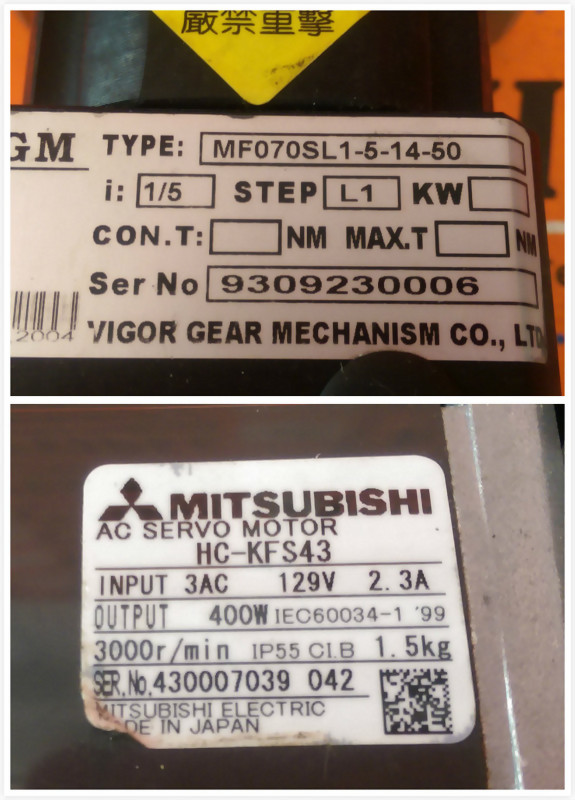 嚴禁重擊
GM TYPE: MF070SL1-5-14-50
i: 1/5 STEP L1 KW
CON.T: NM MAX.T NM
Ser No 9309230006
2004 VIGOR GEAR MECHANISM CO., LTD
MITSUBISHI
AC SERVO MOTOR
HC-KFS43
INPUT 3AC 129V 2.3A
OUTPUT 400W IEC60034-1 '99
3000r/min IP55 CI.B 1.5kg
SER.No.430007039 042
MITSUBISHI ELECTRIC
DE IN JAPAN